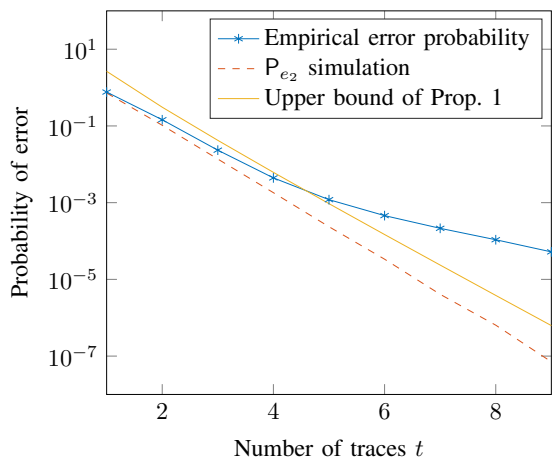 10^1
10^−1
10^−3
10^−5
10^−7
Probability of error
Empirical error probability
P_{e_2} simulation
Upper bound of Prop. 1
2
4
6
8
Number of traces t